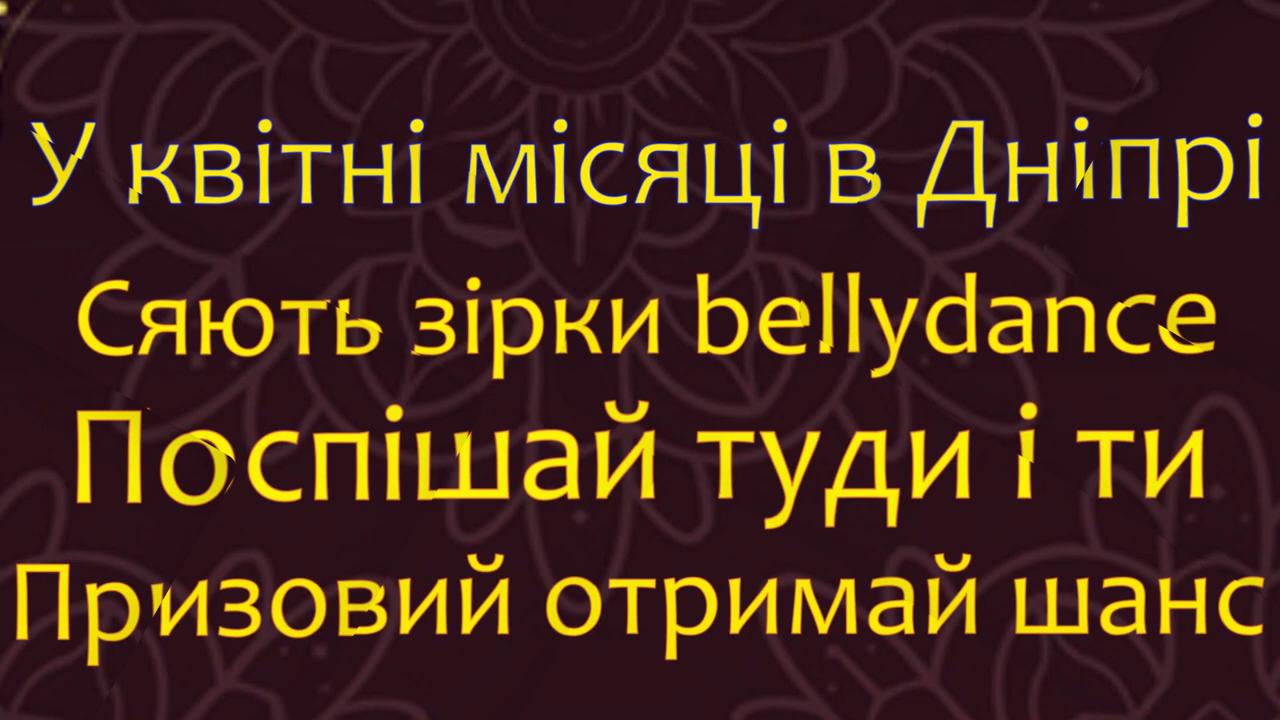 У квітні місяці в Дніпрі
Сяють зірки bellydance
Поспішай туди і ти
Призовий отримай шанс